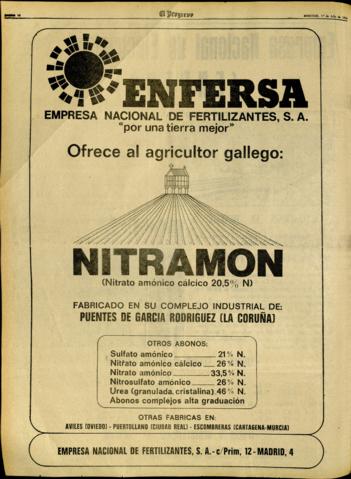 El Progreso
ENFERSA
EMPRESA NACIONAL DE FERTILIZANTES, S. A.
"por una tierra mejor"
Ofrece al agricultor gallego:
NITRAMON
(Nitrato amónico cálcico 20,5% N)
FABRICADO EN SU COMPLEJO INDUSTRIAL DE:
PUENTES DE GARCIA RODRIGUEZ (LA CORUÑA)
OTROS ABONOS:
Sulfato amónico 21% N.
Nitrato amónico cálcico 26% N.
Nitrato amónico 33,5% N.
Nitrosulfato amónico 26% N.
Urea (granulada, cristalina) 46% N.
Abonos complejos alta graduación
OTRAS FABRICAS EN:
AVILES (OVIEDO) - PUERTOLLANO (CIUDAD REAL) - ESCOMBRERAS (CARTAGENA-MURCIA)
EMPRESA NACIONAL DE FERTILIZANTES, S. A. - c/Prim, 12 - MADRID, 4